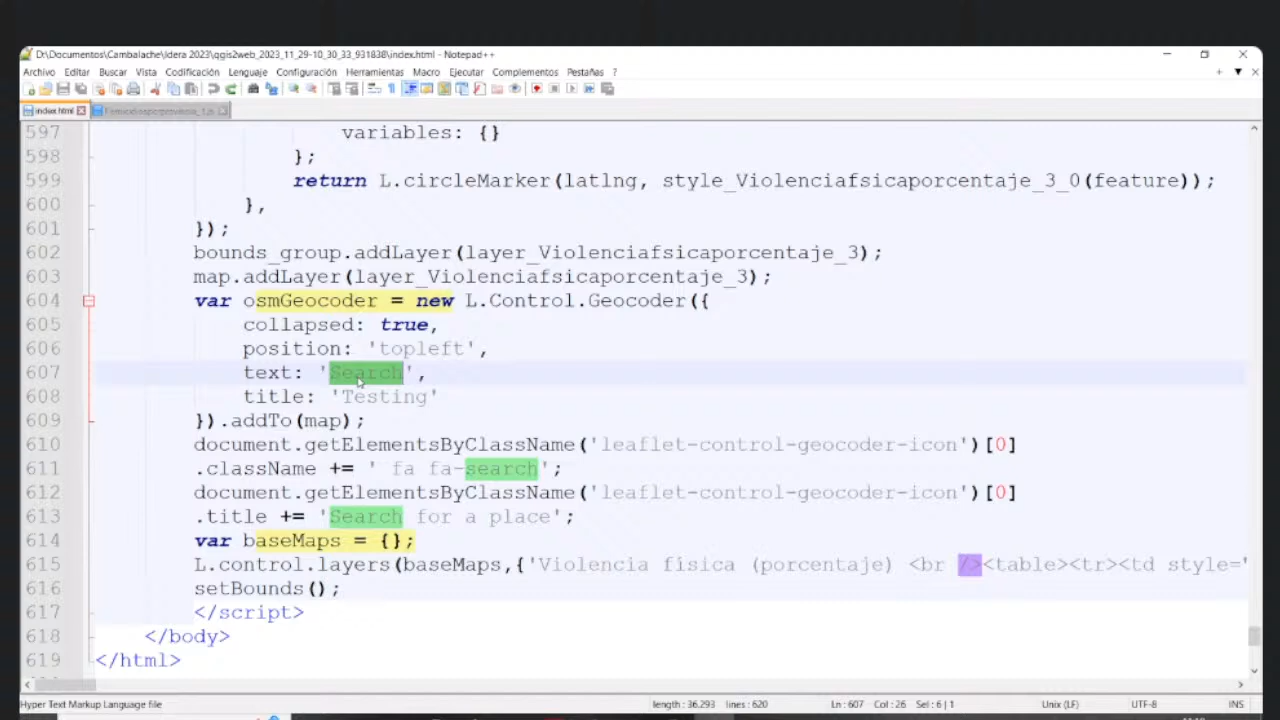 D:\Documentos\Cambalache\Idera 2023\qgis2web_2023_11_29-10_30_33_931838\index.html - Notepad++
Archivo Editar Buscar Vista Codificación Lenguaje Configuración Herramientas Macro Ejecutar Complementos Pestañas ?
index.html
597 variables: {}
598 };
599 return L.circleMarker(latlng, style_Violenciafsicaporcentaje_3_0(feature));
600 },
601 });
602 bounds_group.addLayer(layer_Violenciafsicaporcentaje_3);
603 map.addLayer(layer_Violenciafsicaporcentaje_3);
604 var osmGeocoder = new L.Control.Geocoder({
605 collapsed: true,
606 position: 'topleft',
607 text: 'Search',
608 title: 'Testing'
609 }).addTo(map);
610 document.getElementsByClassName('leaflet-control-geocoder-icon')[0]
611 .className += ' fa fa-search';
612 document.getElementsByClassName('leaflet-control-geocoder-icon')[0]
613 .title += 'Search for a place';
614 var baseMaps = {};
615 L.control.layers(baseMaps,{'Violencia física (porcentaje) <br /><table><tr><td style='
616 setBounds();
617 </script>
618 </body>
619 </html>
Hyper Text Markup Language file length : 36.293 lines : 620 Ln : 607 Col : 26 Sel : 6 | 1 Unix (LF) UTF-8 INS